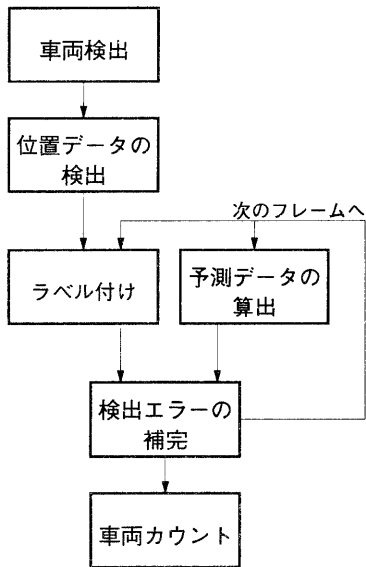 車両検出
位置データの
検出
次のフレームへ
ラベル付け
予測データの
算出
検出エラーの
補完
車両カウント